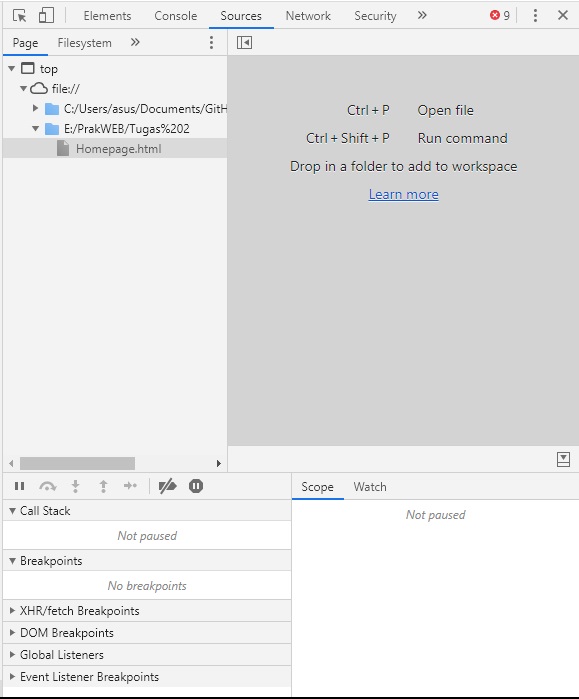 Elements Console Sources Network Security » 9
Page Filesystem »
top
file://
C:/Users/asus/Documents/GitH
E:/PrakWEB/Tugas%202
Homepage.html
Ctrl + P Open file
Ctrl + Shift + P Run command
Drop in a folder to add to workspace
Learn more
Scope Watch
Call Stack
Not paused
Not paused
Breakpoints
No breakpoints
XHR/fetch Breakpoints
DOM Breakpoints
Global Listeners
Event Listener Breakpoints